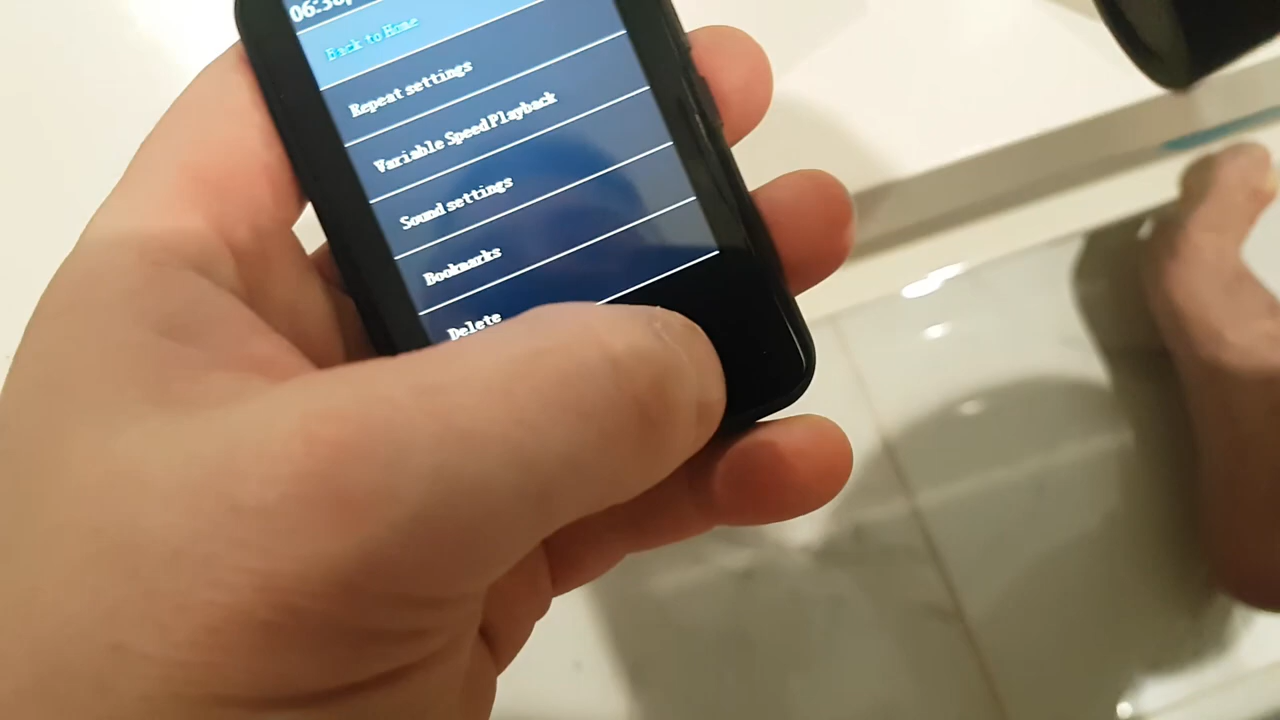 Back to Home
Repeat settings
Variable Speed Playback
Sound settings
Bookmarks
Delete